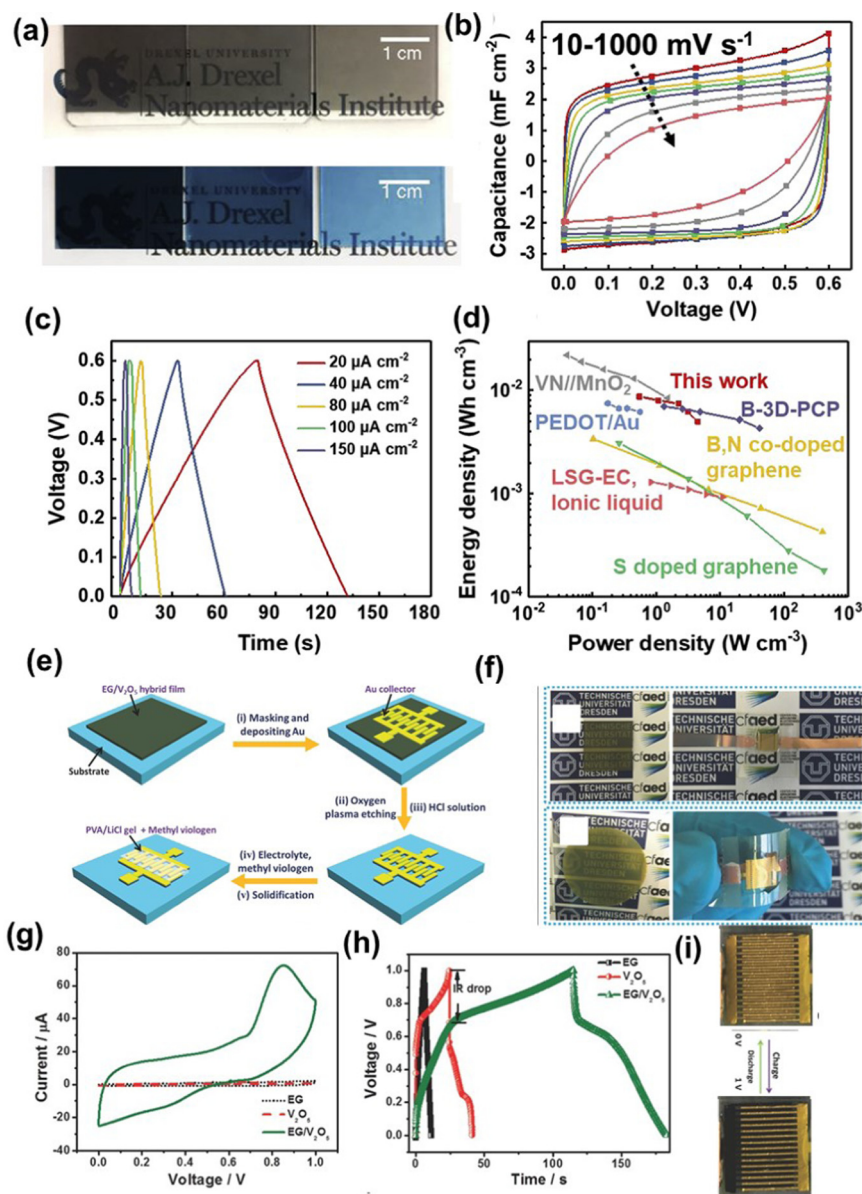 (a)
DREXEL UNIVERSITY
A.J. Drexel
Nanomaterials Institute
1 cm
DREXEL UNIVERSITY
A.J. Drexel
Nanomaterials Institute
1 cm
(b)
10-1000 mV s⁻¹
Capacitance (mF cm⁻²)
5
4
3
2
1
0
-1
-2
-3
0.0 0.1 0.2 0.3 0.4 0.5 0.6
Voltage (V)
(c)
Voltage (V)
0.6
0.5
0.4
0.3
0.2
0.1
0.0
20 μA cm⁻²
40 μA cm⁻²
80 μA cm⁻²
100 μA cm⁻²
150 μA cm⁻²
0 30 60 90 120 150 180
Time (s)
(d)
Energy density (Wh cm⁻³)
10⁻²
10⁻³
10⁻⁴
VN//MnO₂
This work
PEDOT/Au
B-3D-PCP
B,N co-doped
graphene
LSG-EC,
Ionic liquid
S doped graphene
10⁻² 10⁻¹ 10⁰ 10¹ 10² 10³
Power density (W cm⁻³)
(e)
EG/V₂O₅ hybrid film
Substrate
(i) Masking and
depositing Au
Au collector
(ii) Oxygen
plasma etching
(iii) HCl solution
PVA/LiCl gel + Methyl viologen
(iv) Electrolyte,
methyl viologen
(v) Solidification
(f)
TECHNISCHE
UNIVERSITÄT
DRESDEN
cfaed
TECHNISCHE
UNIVERSITÄT
DRESDEN
cfaed
(g)
Current / μA
80
60
40
20
0
-20
-40
EG
V₂O₅
EG/V₂O₅
0.0 0.2 0.4 0.6 0.8 1.0
Voltage / V
(h)
Voltage / V
1.0
0.8
0.6
0.4
0.2
0.0
IR drop
EG
V₂O₅
EG/V₂O₅
0 50 100 150
Time / s
(i)
0 V
Discharge
Charge
1 V